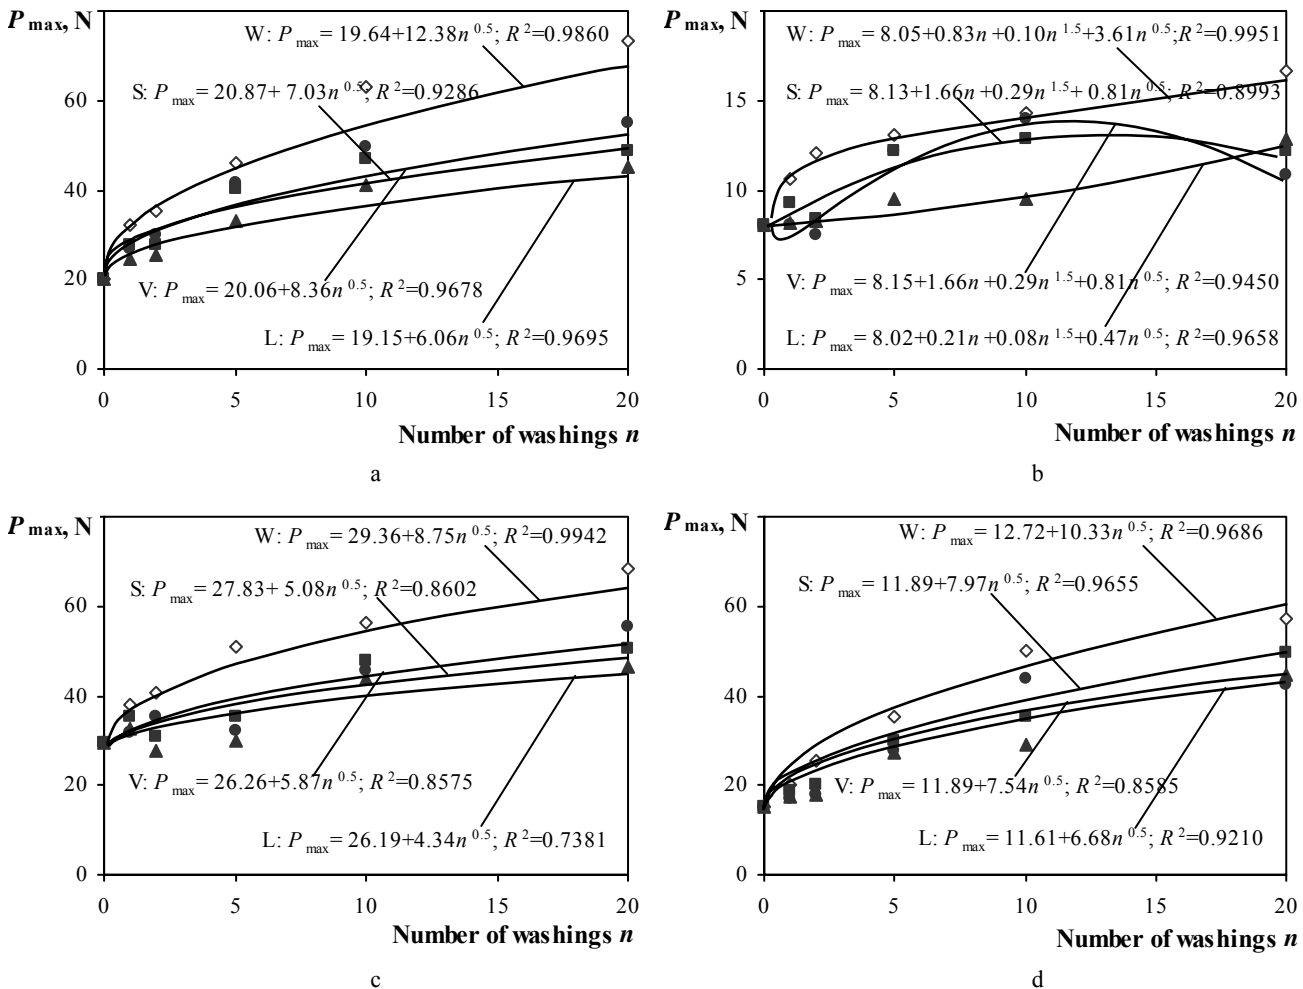 P max, N
W: P max = 19.64+12.38n 0.5; R 2=0.9860
S: P max = 20.87+ 7.03n 0.5; R 2=0.9286
60
40
20
V: P max = 20.06+8.36n 0.5; R 2=0.9678
L: P max = 19.15+6.06n 0.5; R 2=0.9695
0
0 5 10 15 20
Number of washings n
a
P max, N
W: P max = 8.05+0.83n +0.10n 1.5+3.61n 0.5; R 2=0.9951
S: P max = 8.13+1.66n +0.29n 1.5+ 0.81n 0.5; R 2=0.8993
15
10
5
V: P max = 8.15+1.66n +0.29n 1.5+0.81n 0.5; R 2=0.9450
L: P max = 8.02+0.21n +0.08n 1.5+0.47n 0.5; R 2=0.9658
0
0 5 10 15 20
Number of washings n
b
P max, N
W: P max = 29.36+8.75n 0.5; R 2=0.9942
S: P max = 27.83+ 5.08n 0.5; R 2=0.8602
60
40
20
V: P max = 26.26+5.87n 0.5; R 2=0.8575
L: P max = 26.19+4.34n 0.5; R 2=0.7381
0
0 5 10 15 20
Number of washings n
c
P max, N
W: P max = 12.72+10.33n 0.5; R 2=0.9686
S: P max = 11.89+7.97n 0.5; R 2=0.9655
60
40
20
V: P max = 11.89+7.54n 0.5; R 2=0.8585
L: P max = 11.61+6.68n 0.5; R 2=0.9210
0
0 5 10 15 20
Number of washings n
d